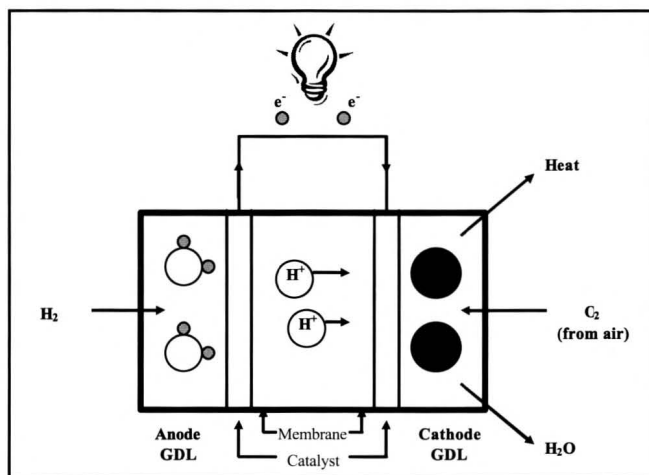 e⁻ e⁻
Heat
H⁺
H₂
C₂
(from air)
H⁺
Anode
GDL
Membrane
Catalyst
Cathode
GDL
H₂O